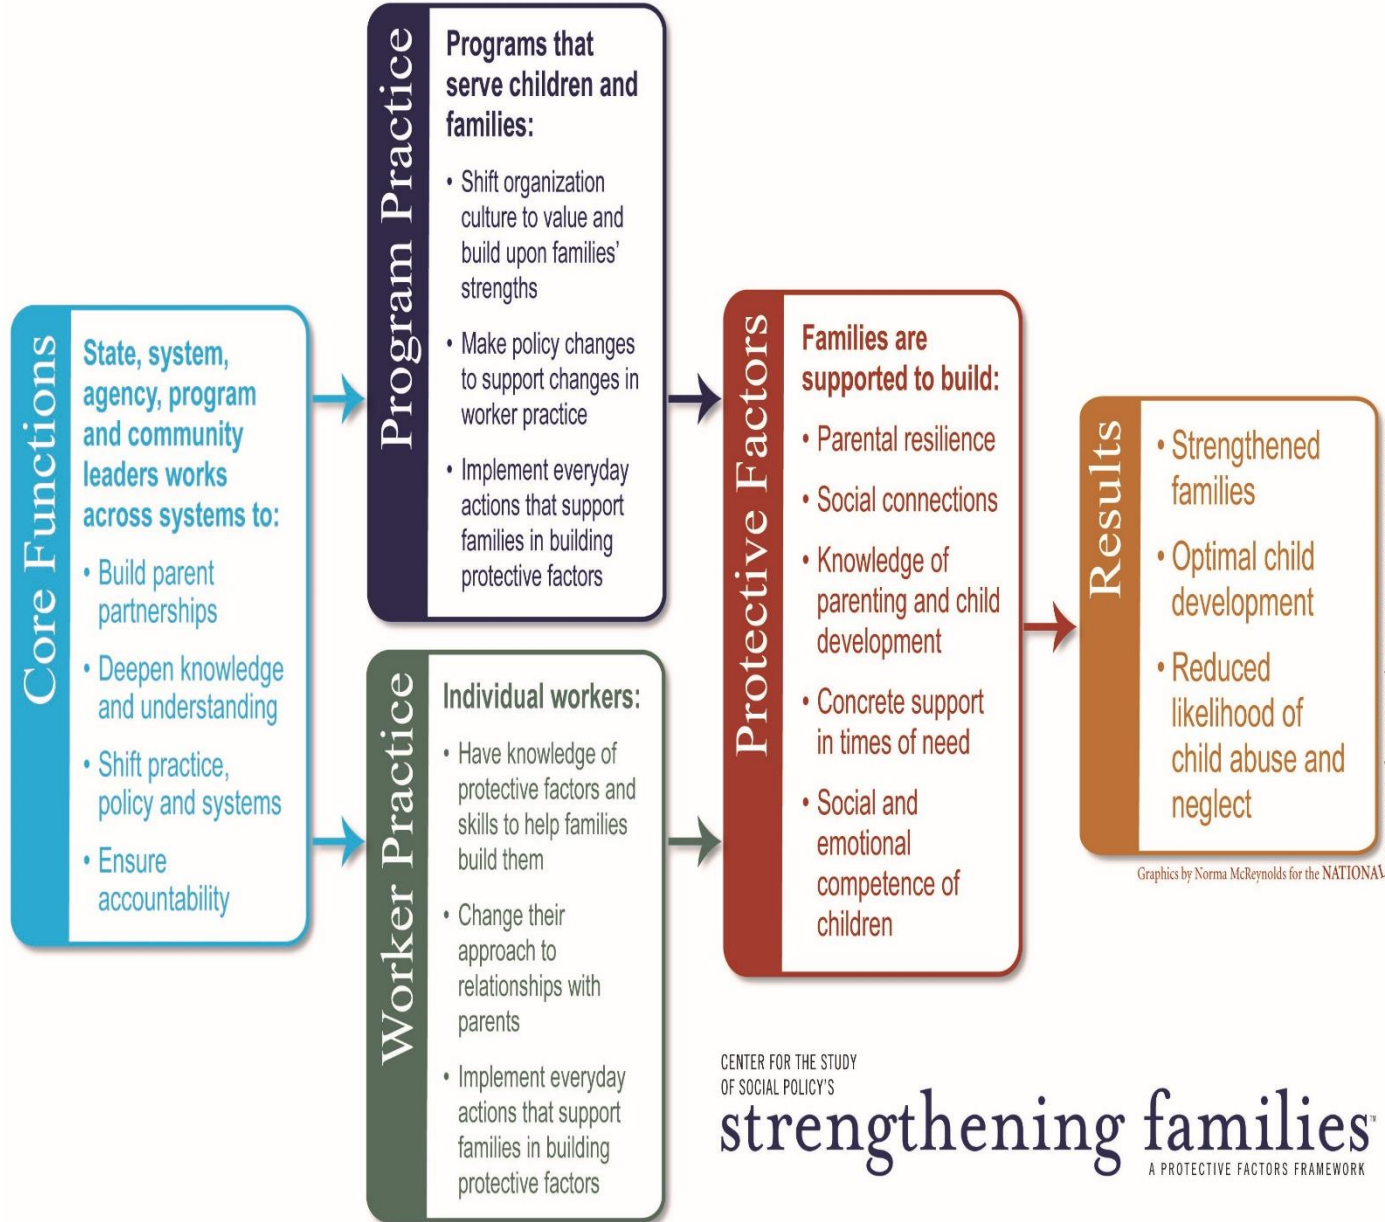 Core Functions
State, system,
agency, program
and community
leaders works
across systems to:
• Build parent
partnerships
• Deepen knowledge
and understanding
• Shift practice,
policy and systems
• Ensure
accountability
Program Practice
Programs that
serve children and
families:
• Shift organization
culture to value and
build upon families’
strengths
• Make policy changes
to support changes in
worker practice
• Implement everyday
actions that support
families in building
protective factors
Worker Practice
Individual workers:
• Have knowledge of
protective factors and
skills to help families
build them
• Change their
approach to
relationships with
parents
• Implement everyday
actions that support
families in building
protective factors
Protective Factors
Families are
supported to build:
• Parental resilience
• Social connections
• Knowledge of
parenting and child
development
• Concrete support
in times of need
• Social and
emotional
competence of
children
Results
• Strengthened
families
• Optimal child
development
• Reduced
likelihood of
child abuse and
neglect
Graphics by Norma McReynolds for the NATIONAL
CENTER FOR THE STUDY
OF SOCIAL POLICY’S
strengthening families™
A PROTECTIVE FACTORS FRAMEWORK